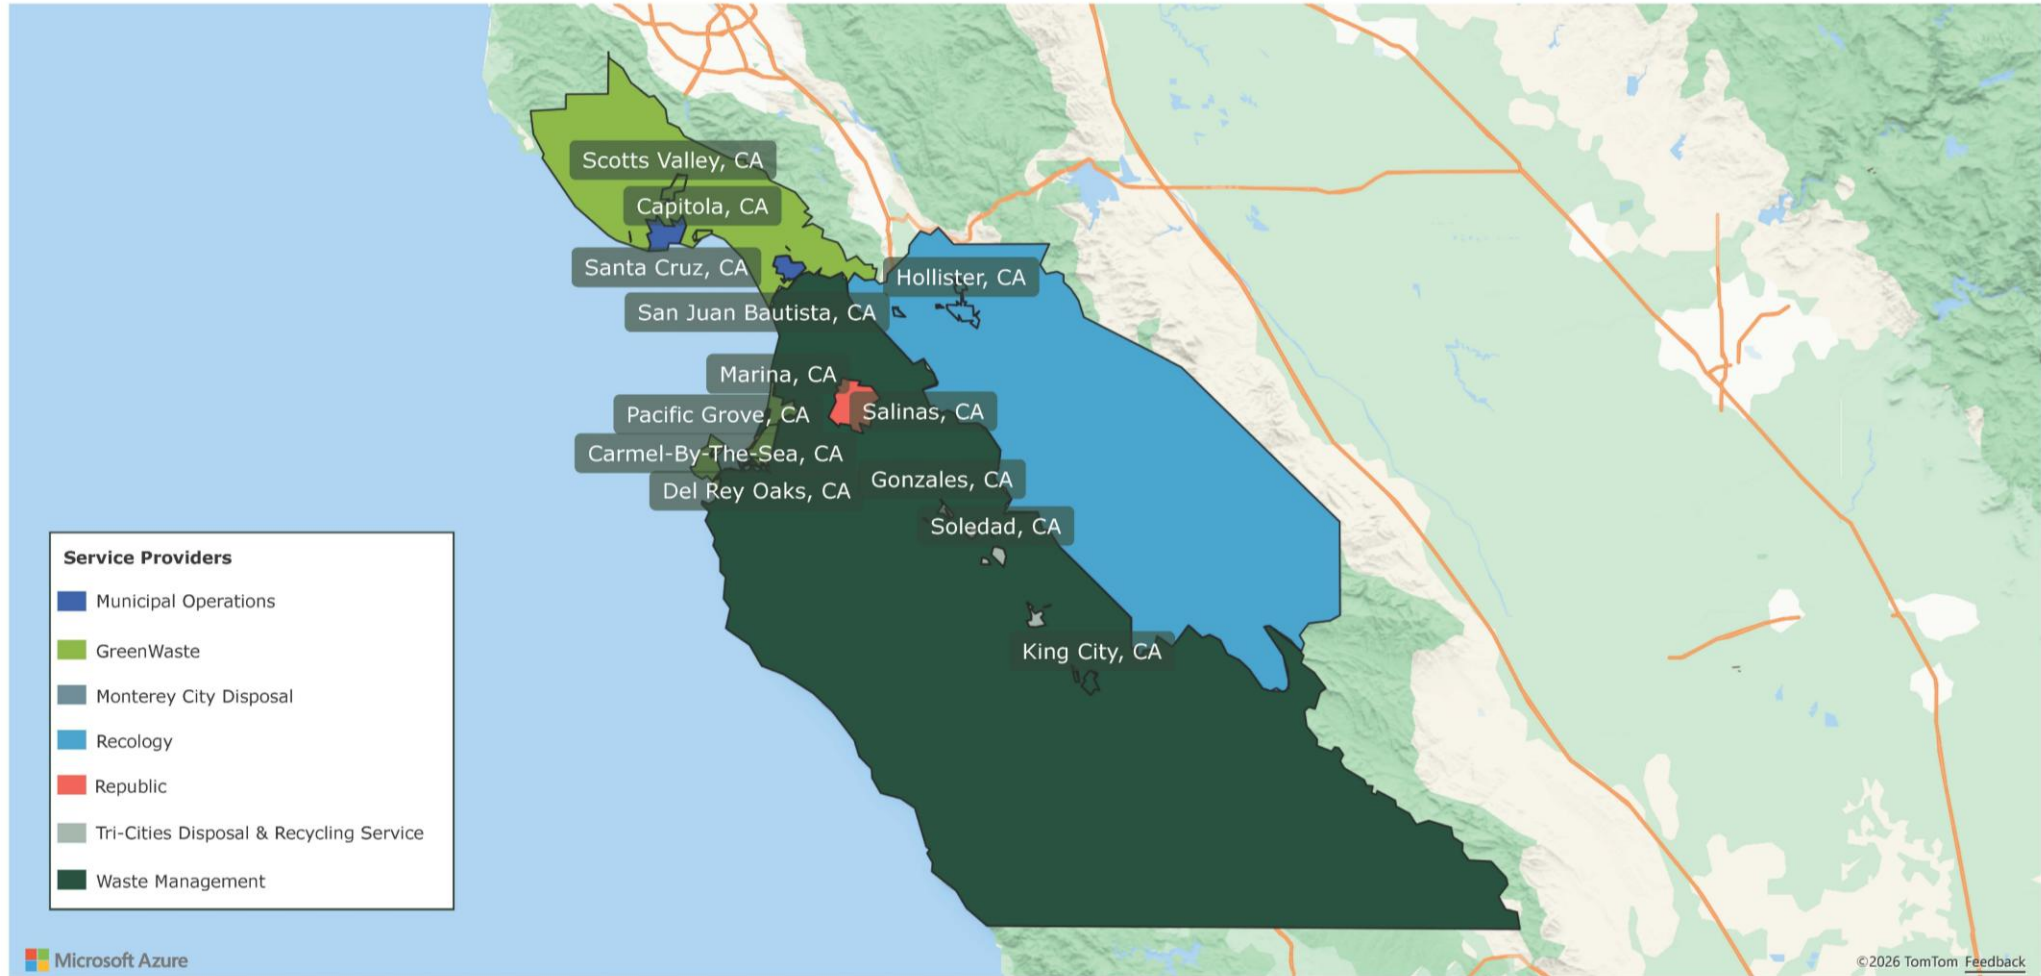 Scotts Valley, CA
Capitola, CA
Santa Cruz, CA
Hollister, CA
San Juan Bautista, CA
Marina, CA
Pacific Grove, CA
Salinas, CA
Carmel-By-The-Sea, CA
Gonzales, CA
Del Rey Oaks, CA
Soledad, CA
King City, CA
Service Providers
Municipal Operations
GreenWaste
Monterey City Disposal
Recology
Republic
Tri-Cities Disposal & Recycling Service
Waste Management
Microsoft Azure
©2026 TomTom Feedback